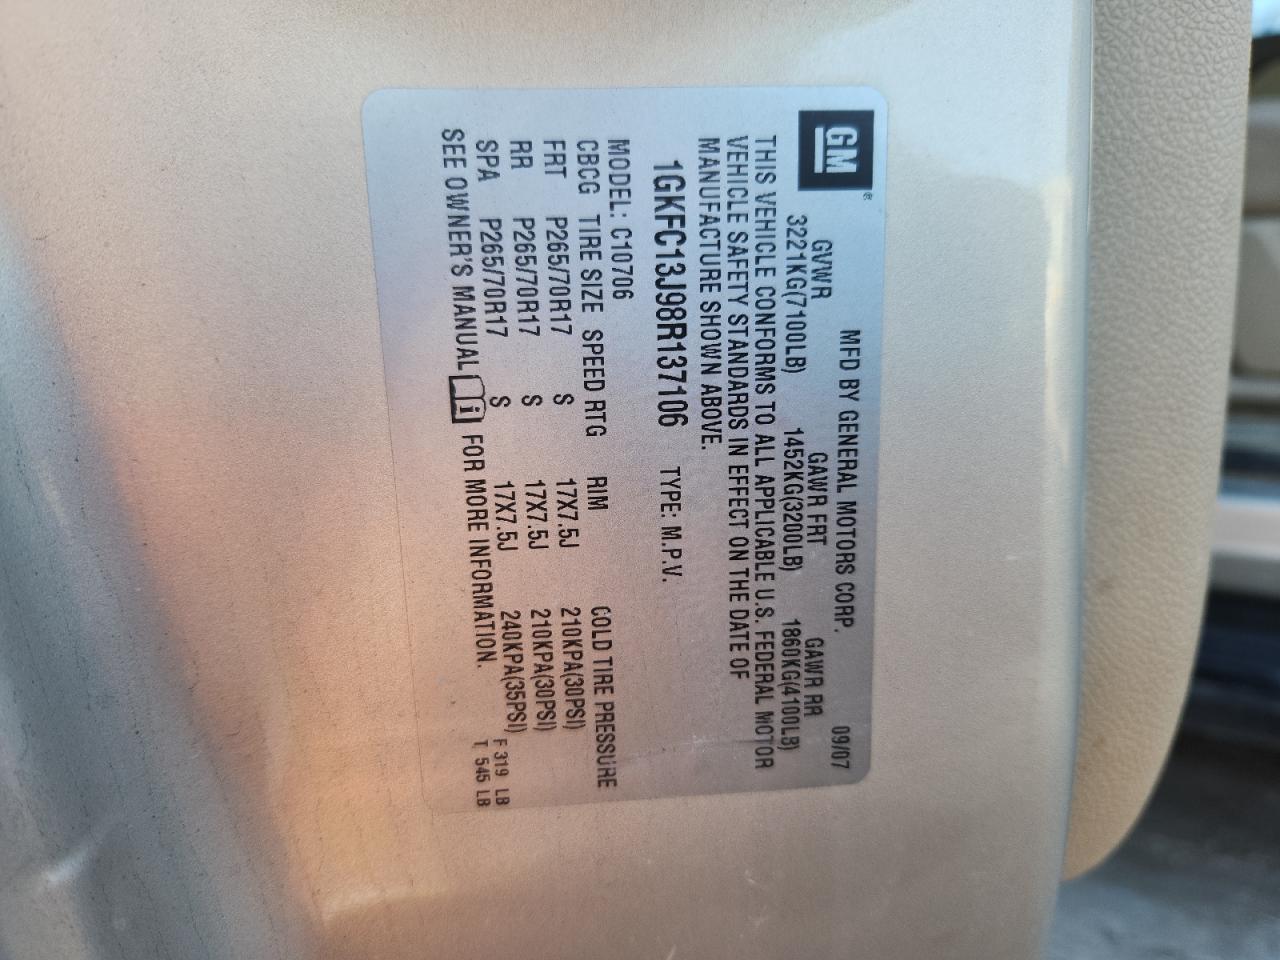 GM®
MFD BY GENERAL MOTORS CORP. 09/07
GVWR GAWR FRT GAWR RR
3221KG(7100LB) 1452KG(3200LB) 1860KG(4100LB)
THIS VEHICLE CONFORMS TO ALL APPLICABLE U.S. FEDERAL MOTOR
VEHICLE SAFETY STANDARDS IN EFFECT ON THE DATE OF
MANUFACTURE SHOWN ABOVE.
1GKFC13J98R137106 TYPE: M.P.V.
MODEL: C10706
CBCG TIRE SIZE SPEED RTG RIM COLD TIRE PRESSURE
FRT P265/70R17 S 17X7.5J 210KPA(30PSI)
RR P265/70R17 S 17X7.5J 210KPA(30PSI)
SPA P265/70R17 S 17X7.5J 240KPA(35PSI)
SEE OWNER'S MANUAL i FOR MORE INFORMATION.
F 319 LB
T 545 LB